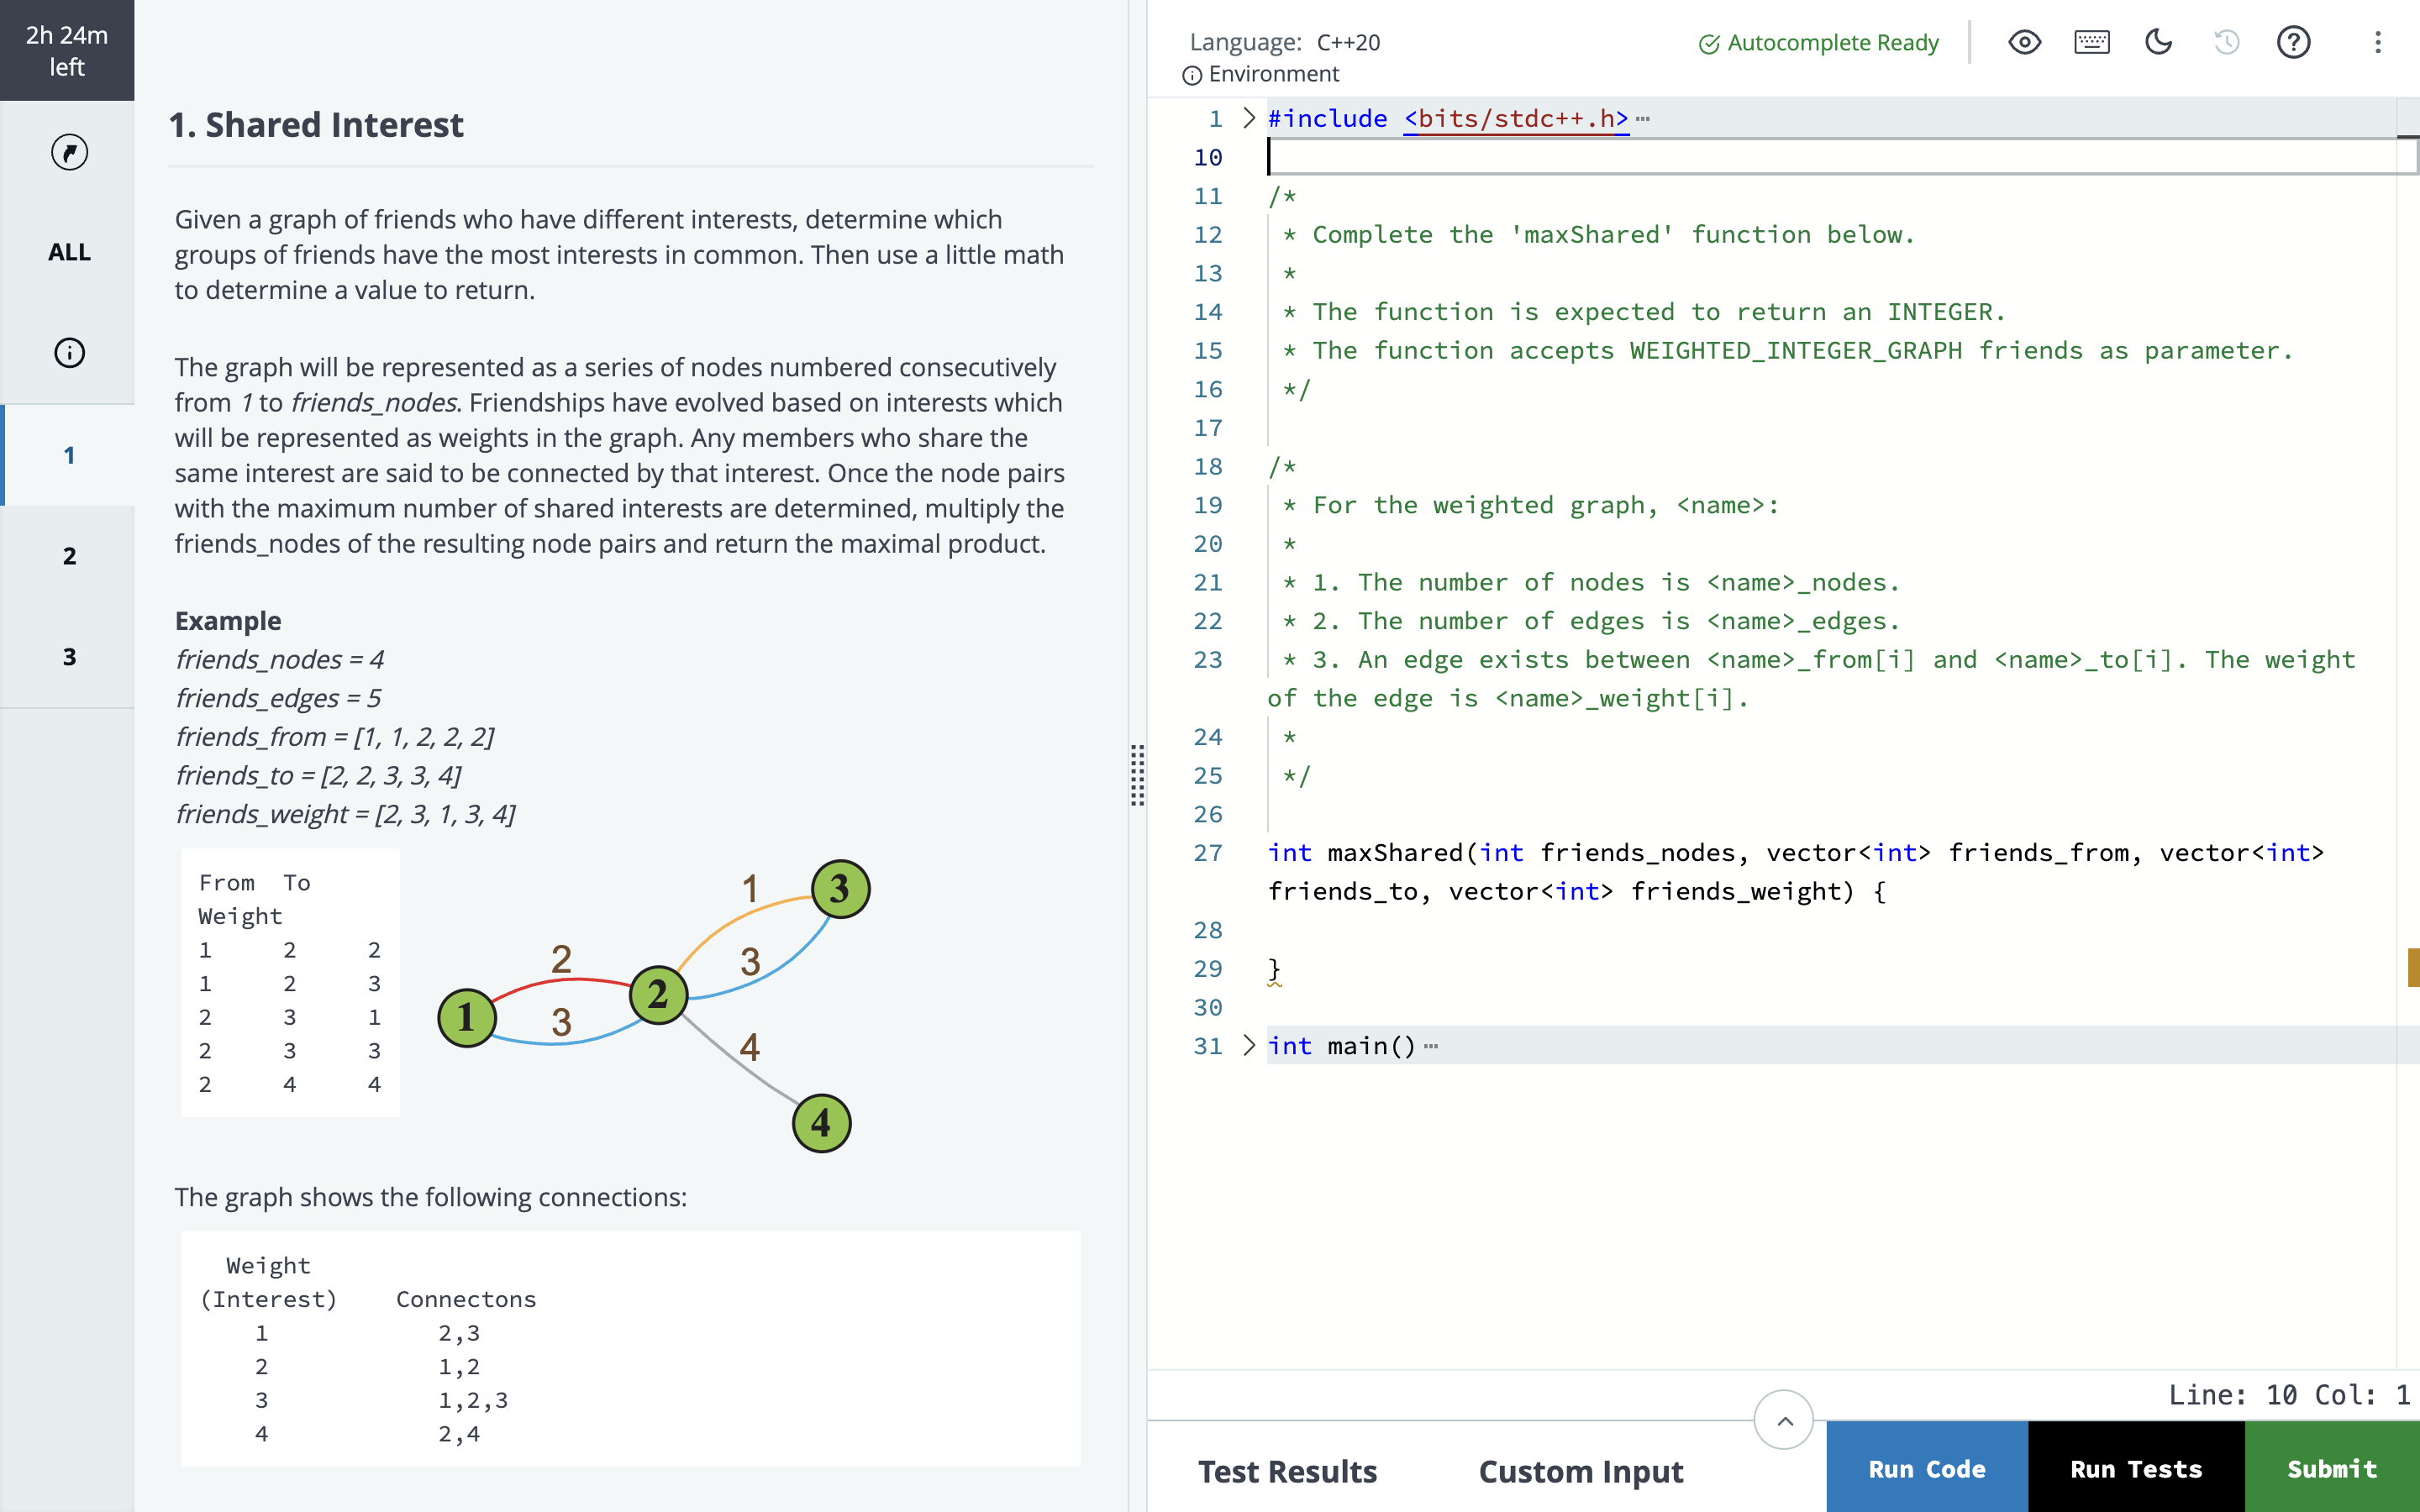 2h 24m
left
ALL
1
2
3
1. Shared Interest
Given a graph of friends who have different interests, determine which
groups of friends have the most interests in common. Then use a little math
to determine a value to return.
The graph will be represented as a series of nodes numbered consecutively
from 1 to friends_nodes. Friendships have evolved based on interests which
will be represented as weights in the graph. Any members who share the
same interest are said to be connected by that interest. Once the node pairs
with the maximum number of shared interests are determined, multiply the
friends_nodes of the resulting node pairs and return the maximal product.
Example
friends_nodes = 4
friends_edges = 5
friends_from = [1, 1, 2, 2, 2]
friends_to = [2, 2, 3, 3, 4]
friends_weight = [2, 3, 1, 3, 4]
From To
Weight
1 2 2
1 2 3
2 3 1
2 3 3
2 4 4
1
3
2
3
2
1
3
4
4
The graph shows the following connections:
Weight
(Interest) Connectons
1 2,3
2 1,2
3 1,2,3
4 2,4
Language: C++20
Environment
Autocomplete Ready
1 #include <bits/stdc++.h>
10
11 /*
12 * Complete the 'maxShared' function below.
13 *
14 * The function is expected to return an INTEGER.
15 * The function accepts WEIGHTED_INTEGER_GRAPH friends as parameter.
16 */
17
18 /*
19 * For the weighted graph, <name>:
20 *
21 * 1. The number of nodes is <name>_nodes.
22 * 2. The number of edges is <name>_edges.
23 * 3. An edge exists between <name>_from[i] and <name>_to[i]. The weight
of the edge is <name>_weight[i].
24 *
25 */
26
27 int maxShared(int friends_nodes, vector<int> friends_from, vector<int>
friends_to, vector<int> friends_weight) {
28
29 }
30
31 int main()
Line: 10 Col: 1
Test Results
Custom Input
Run Code
Run Tests
Submit